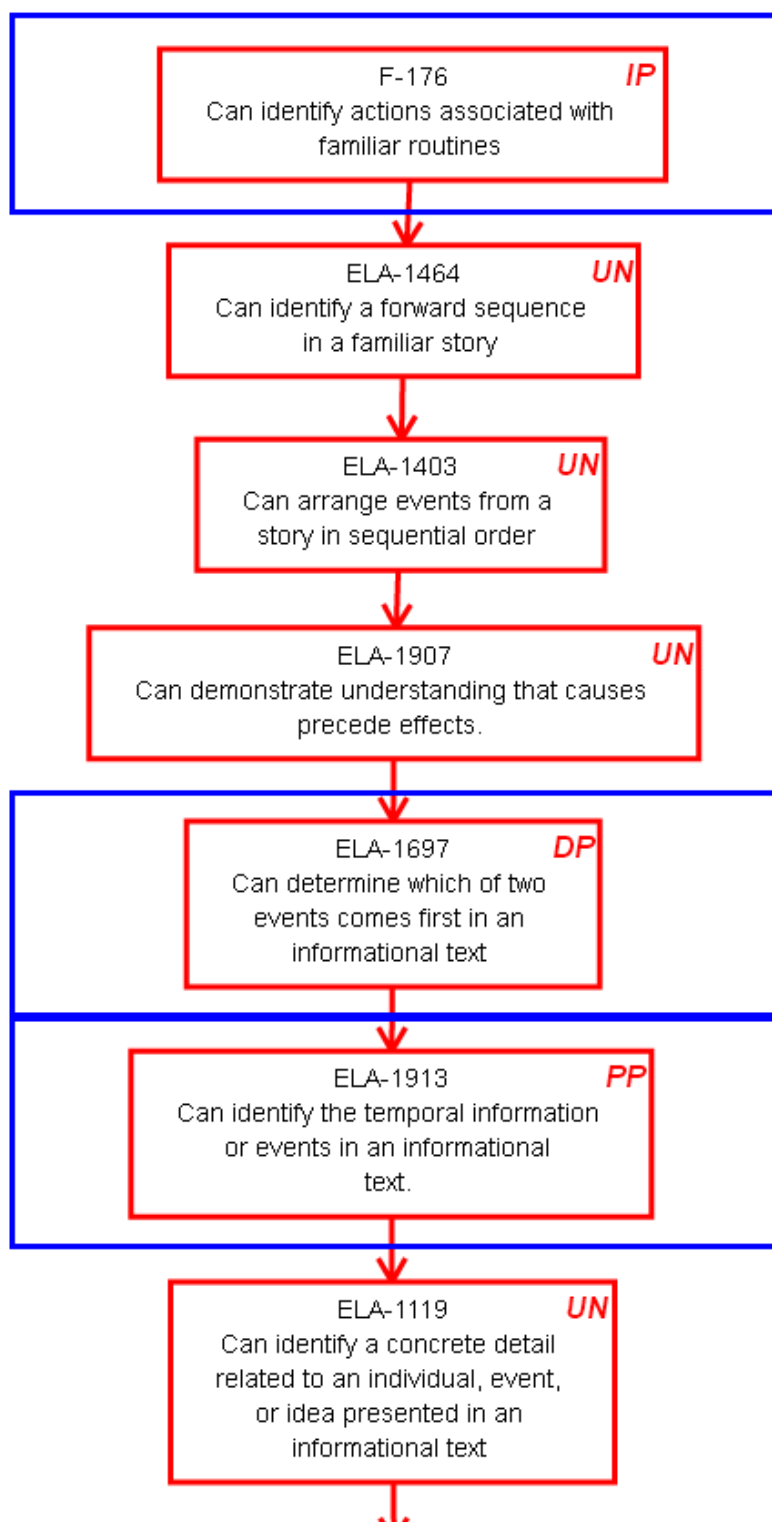 F-176 IP
Can identify actions associated with
familiar routines
ELA-1464 UN
Can identify a forward sequence
in a familiar story
ELA-1403 UN
Can arrange events from a
story in sequential order
ELA-1907 UN
Can demonstrate understanding that causes
precede effects.
ELA-1697 DP
Can determine which of two
events comes first in an
informational text
ELA-1913 PP
Can identify the temporal information
or events in an informational
text.
ELA-1119 UN
Can identify a concrete detail
related to an individual, event,
or idea presented in an
informational text